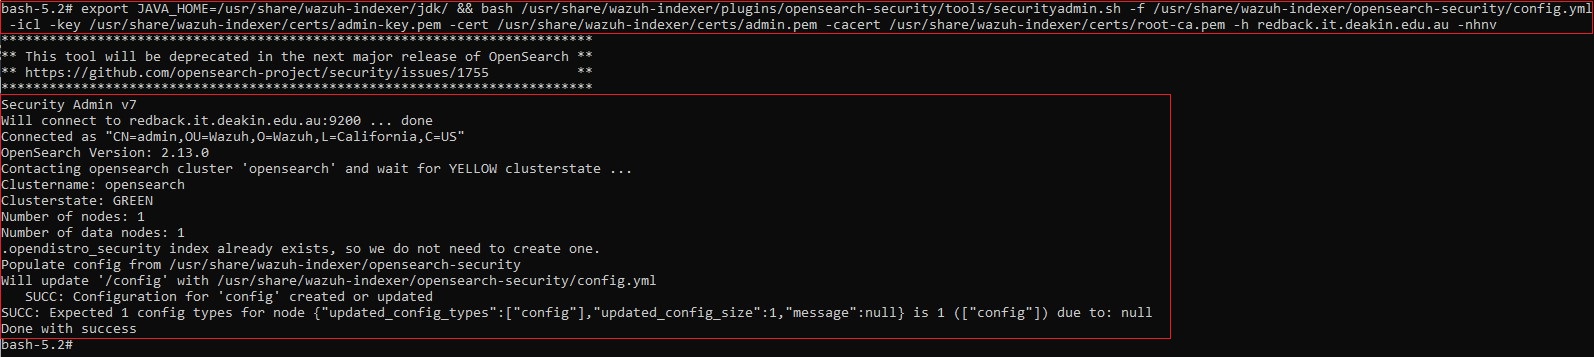 bash-5.2# export JAVA_HOME=/usr/share/wazuh-indexer/jdk/ && bash /usr/share/wazuh-indexer/plugins/opensearch-security/tools/securityadmin.sh -f /usr/share/wazuh-indexer/opensearch-security/config.yml
-icl -key /usr/share/wazuh-indexer/certs/admin-key.pem -cert /usr/share/wazuh-indexer/certs/admin.pem -cacert /usr/share/wazuh-indexer/certs/root-ca.pem -h redback.it.deakin.edu.au -nhnv
**************************************************************************
** This tool will be deprecated in the next major release of OpenSearch **
** https://github.com/opensearch-project/security/issues/1755           **
**************************************************************************
Security Admin v7
Will connect to redback.it.deakin.edu.au:9200 ... done
Connected as "CN=admin,OU=Wazuh,O=Wazuh,L=California,C=US"
OpenSearch Version: 2.13.0
Contacting opensearch cluster 'opensearch' and wait for YELLOW clusterstate ...
Clustername: opensearch
Clusterstate: GREEN
Number of nodes: 1
Number of data nodes: 1
.opendistro_security index already exists, so we do not need to create one.
Populate config from /usr/share/wazuh-indexer/opensearch-security
Will update '/config' with /usr/share/wazuh-indexer/opensearch-security/config.yml
   SUCC: Configuration for 'config' created or updated
SUCC: Expected 1 config types for node {"updated_config_types":["config"],"updated_config_size":1,"message":null} is 1 (["config"]) due to: null
Done with success
bash-5.2#